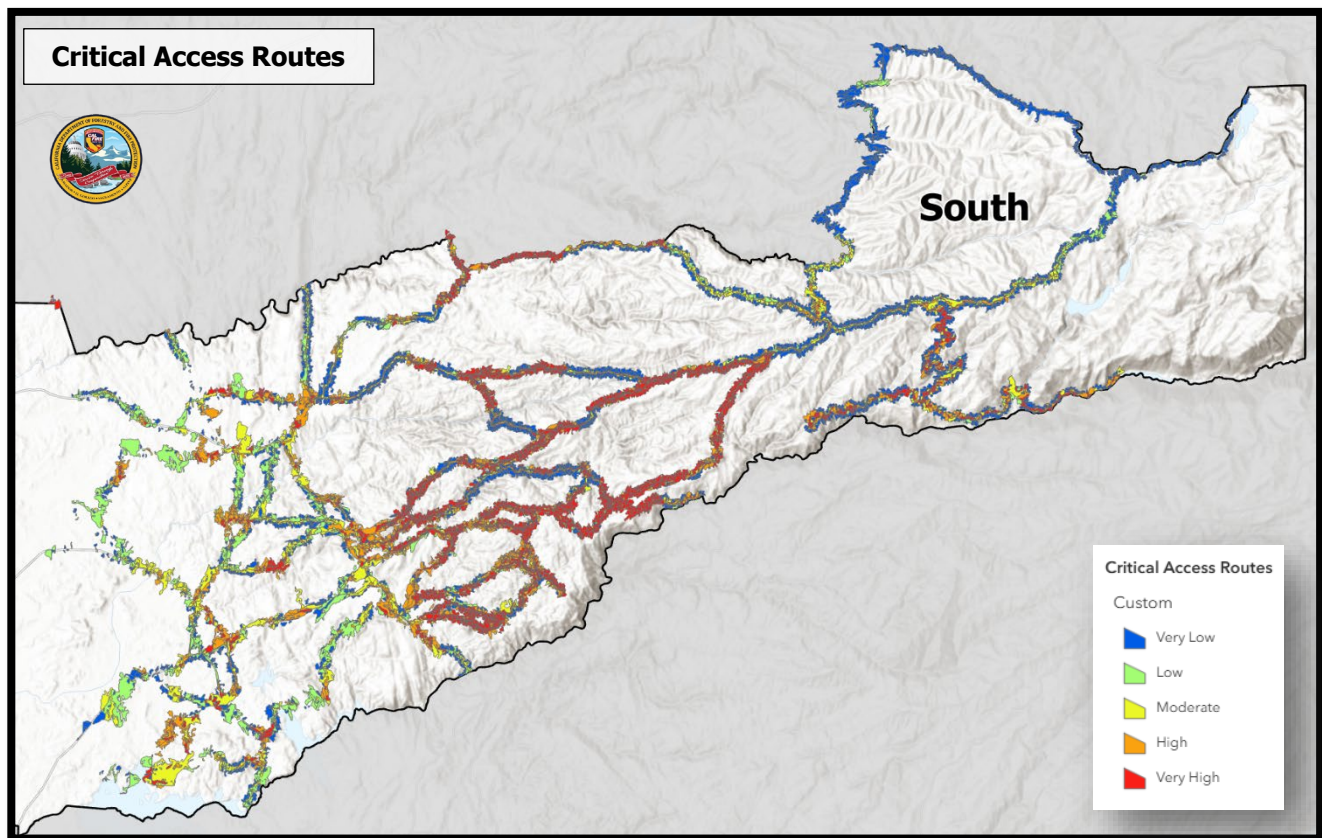 Critical Access Routes
South
Critical Access Routes
Custom
Very Low
Low
Moderate
High
Very High